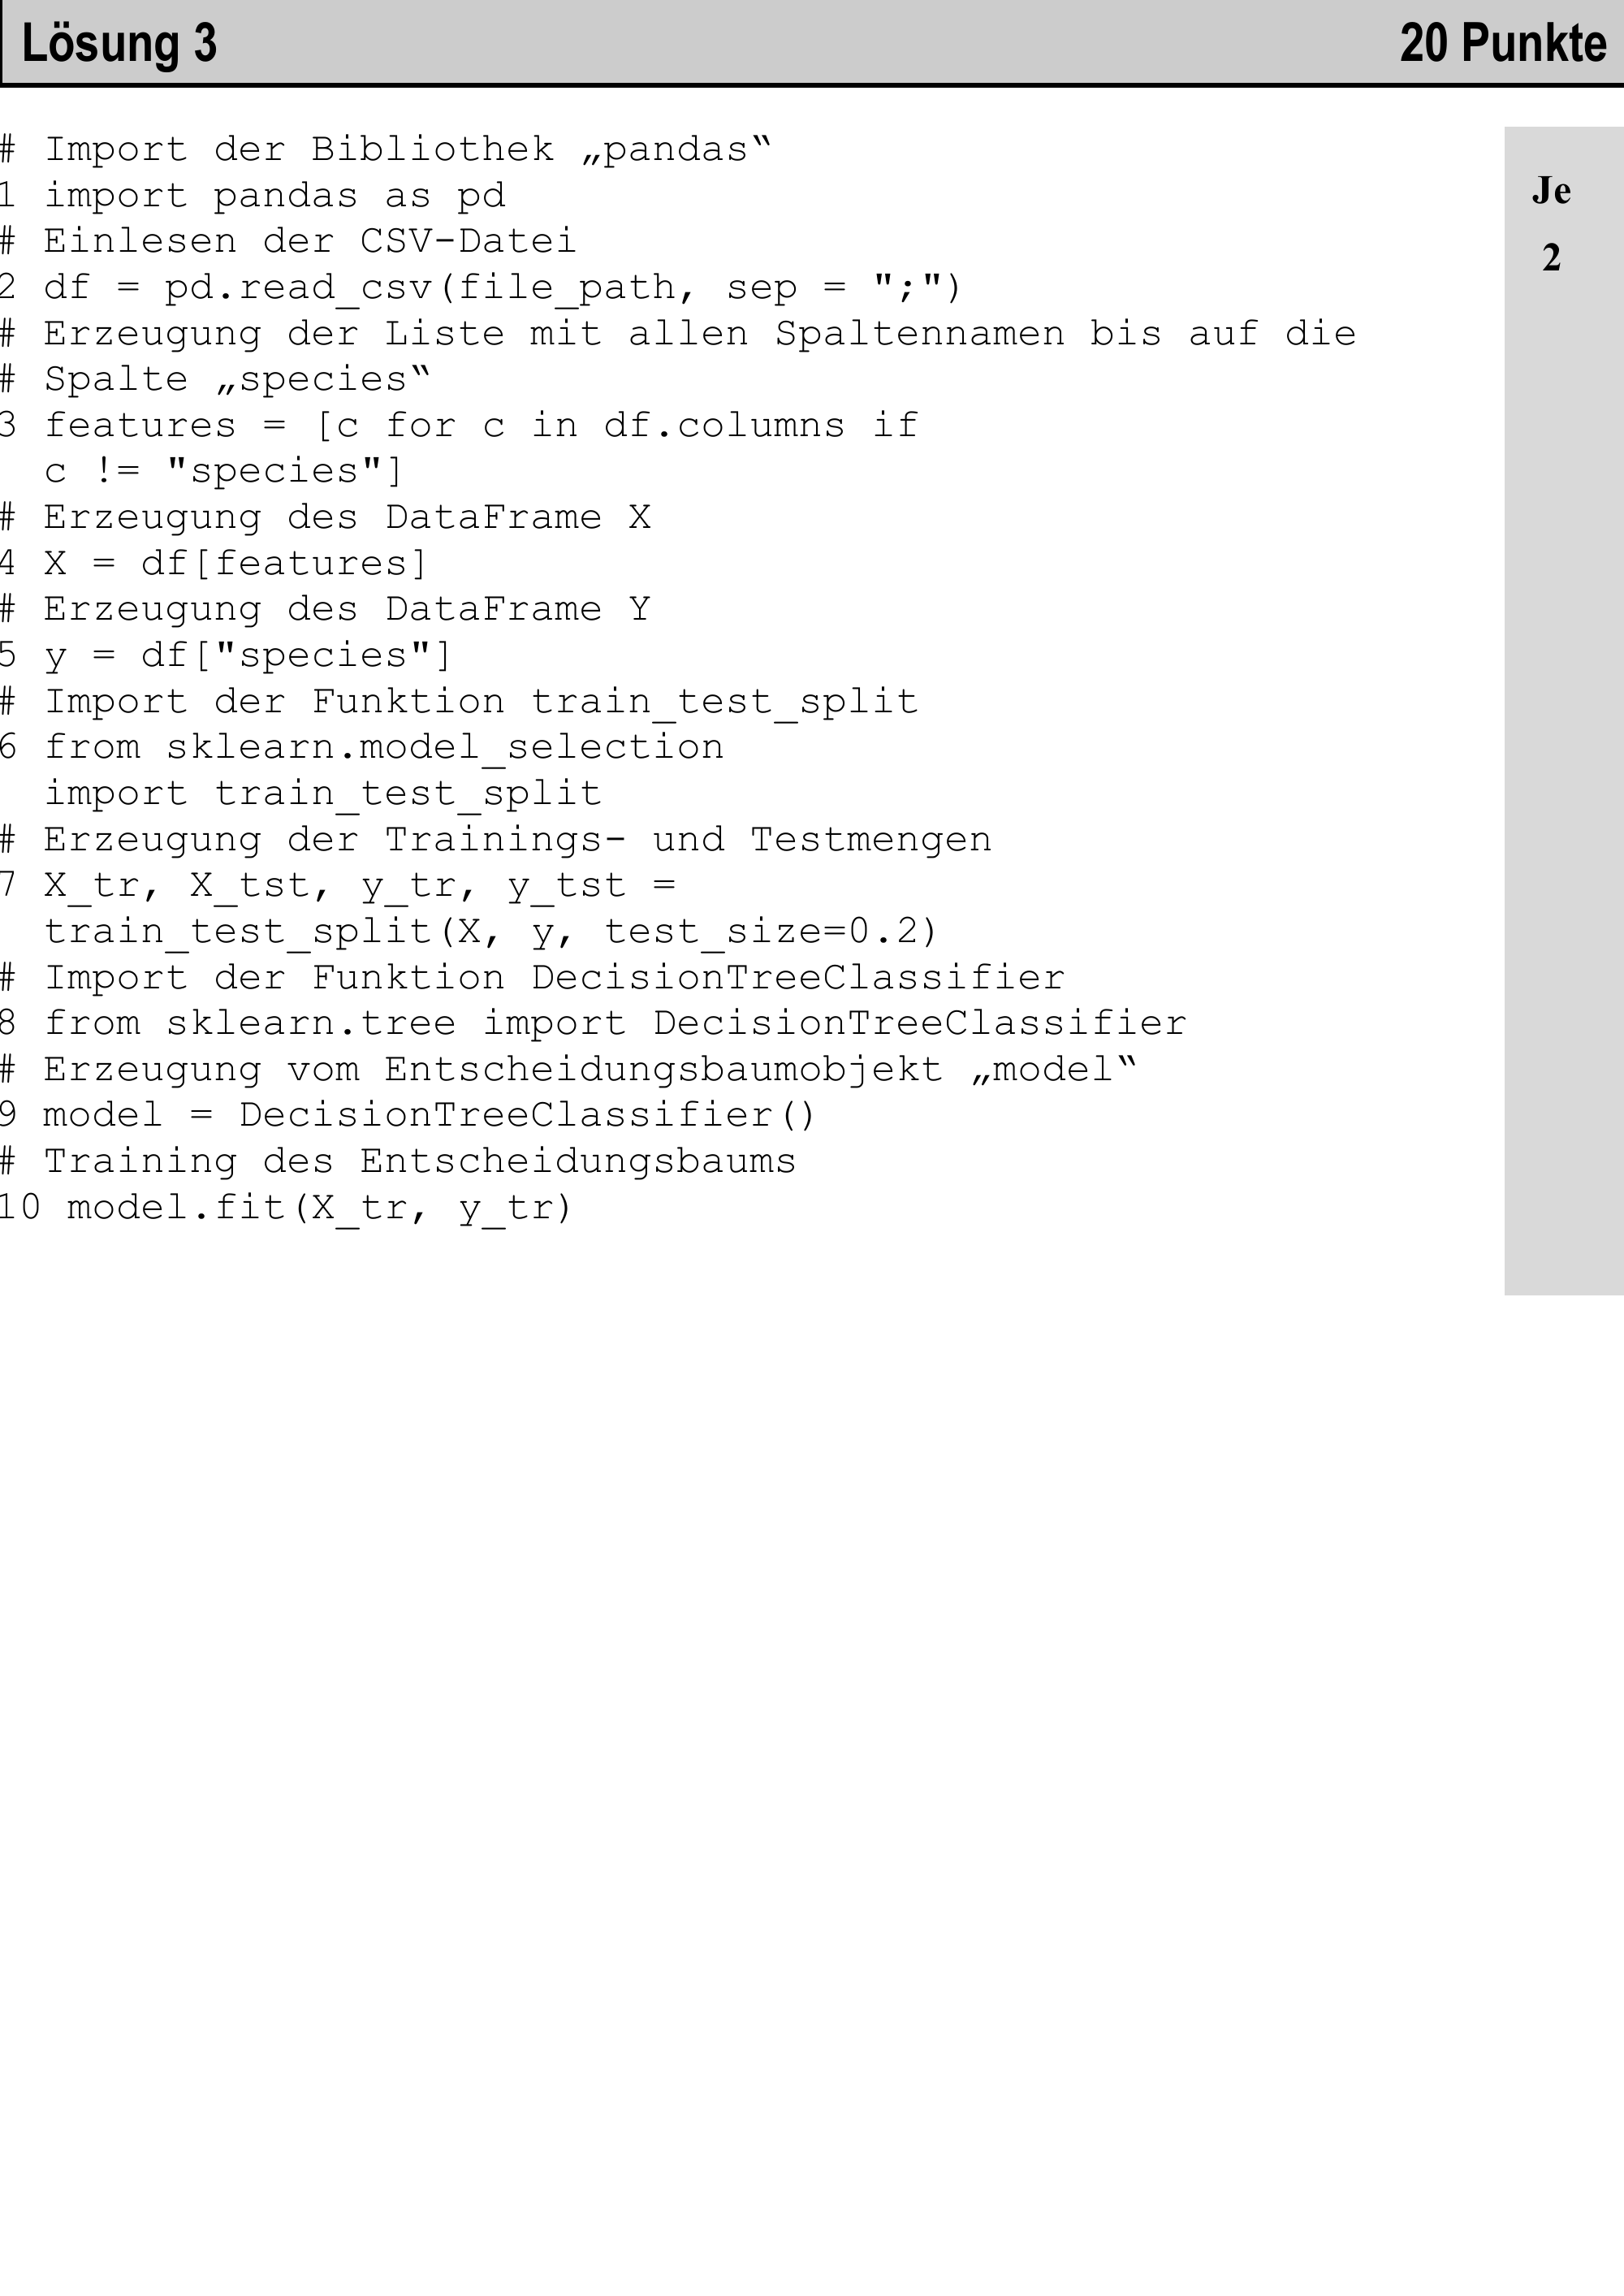 Lösung 3 20 Punkte
# Import der Bibliothek „pandas“
1 import pandas as pd
# Einlesen der CSV-Datei
2 df = pd.read_csv(file_path, sep = ";")
# Erzeugung der Liste mit allen Spaltennamen bis auf die
# Spalte „species“
3 features = [c for c in df.columns if
c != "species"]
# Erzeugung des DataFrame X
4 X = df[features]
# Erzeugung des DataFrame Y
5 y = df["species"]
# Import der Funktion train_test_split
6 from sklearn.model_selection
import train_test_split
# Erzeugung der Trainings- und Testmengen
7 X_tr, X_tst, y_tr, y_tst =
train_test_split(X, y, test_size=0.2)
# Import der Funktion DecisionTreeClassifier
8 from sklearn.tree import DecisionTreeClassifier
# Erzeugung vom Entscheidungsbaumobjekt „model“
9 model = DecisionTreeClassifier()
# Training des Entscheidungsbaums
10 model.fit(X_tr, y_tr)
Je
2